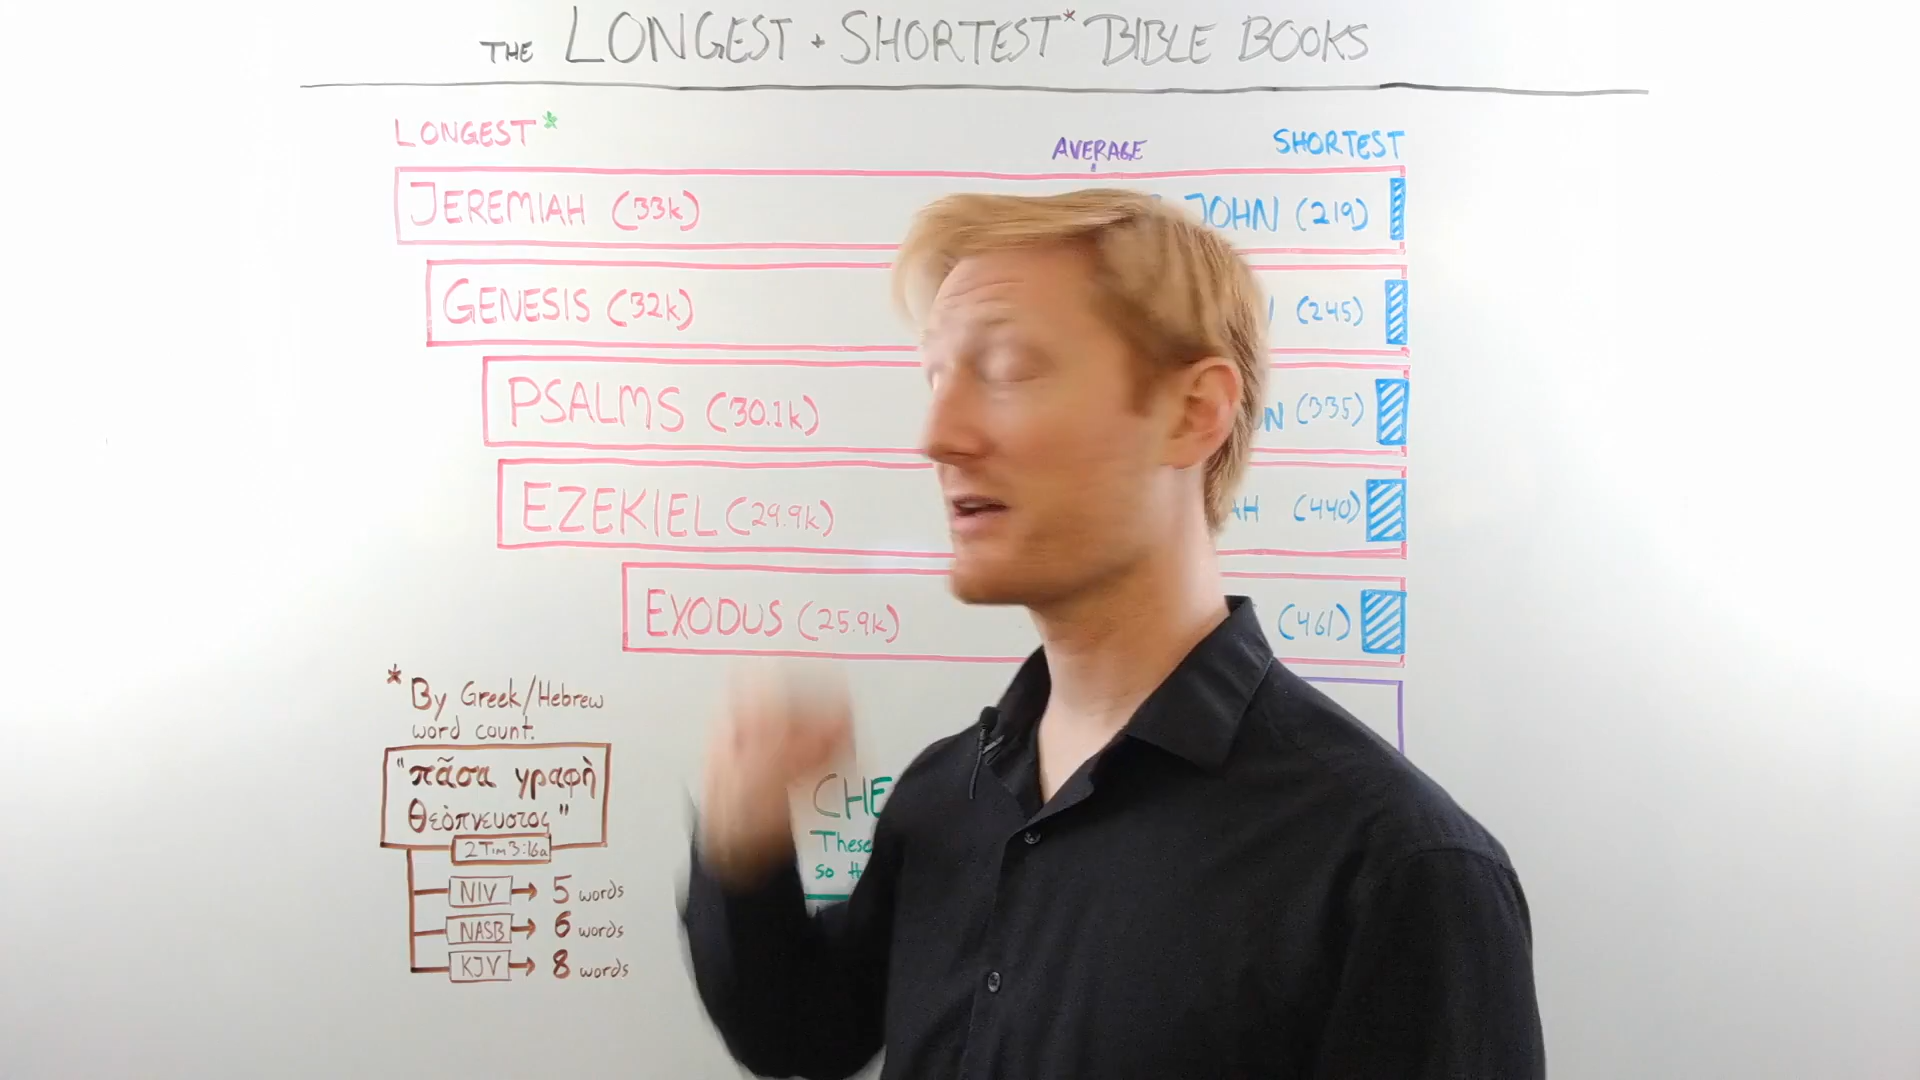 THE LONGEST + SHORTEST* BIBLE BOOKS
LONGEST*
AVERAGE
SHORTEST
JEREMIAH (33k)
JOHN (219)
GENESIS (32k)
(245)
PSALMS (30.1k)
(335)
EZEKIEL (29.9k)
(440)
EXODUS (25.9k)
(461)
* By Greek/Hebrew
word count.
"πᾶσα γραφὴ
θεόπνευστος"
2 Tim 3:16a
NIV → 5 words
NASB → 6 words
KJV → 8 words
These
so